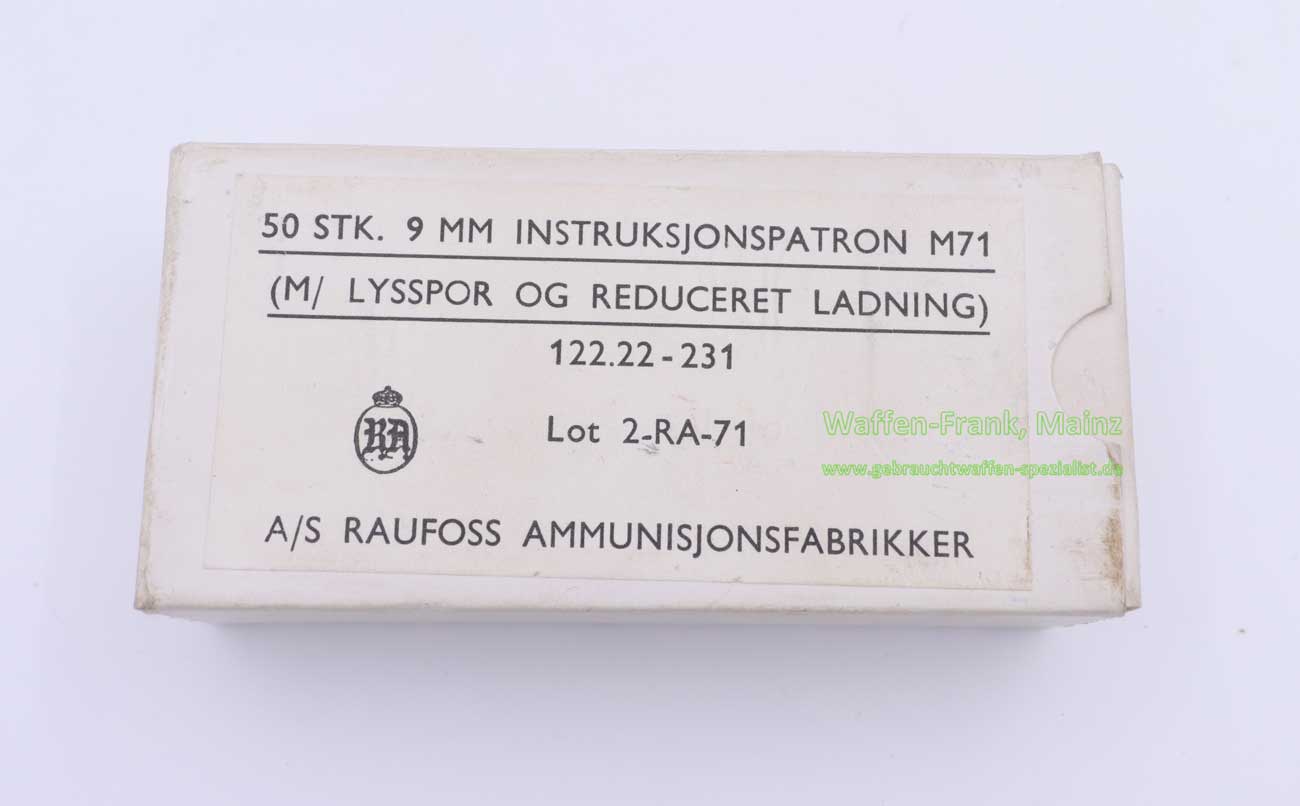 50 STK. 9 MM INSTRUKSJONSPATRON M71
(M/ LYSSPOR OG REDUCERET LADNING)
122.22-231
RA
Lot 2-RA-71
Waffen-Frank, Mainz
www.gebrauchtwaffen-spezialist.de
A/S RAUFOSS AMMUNISJONSFABRIKKER